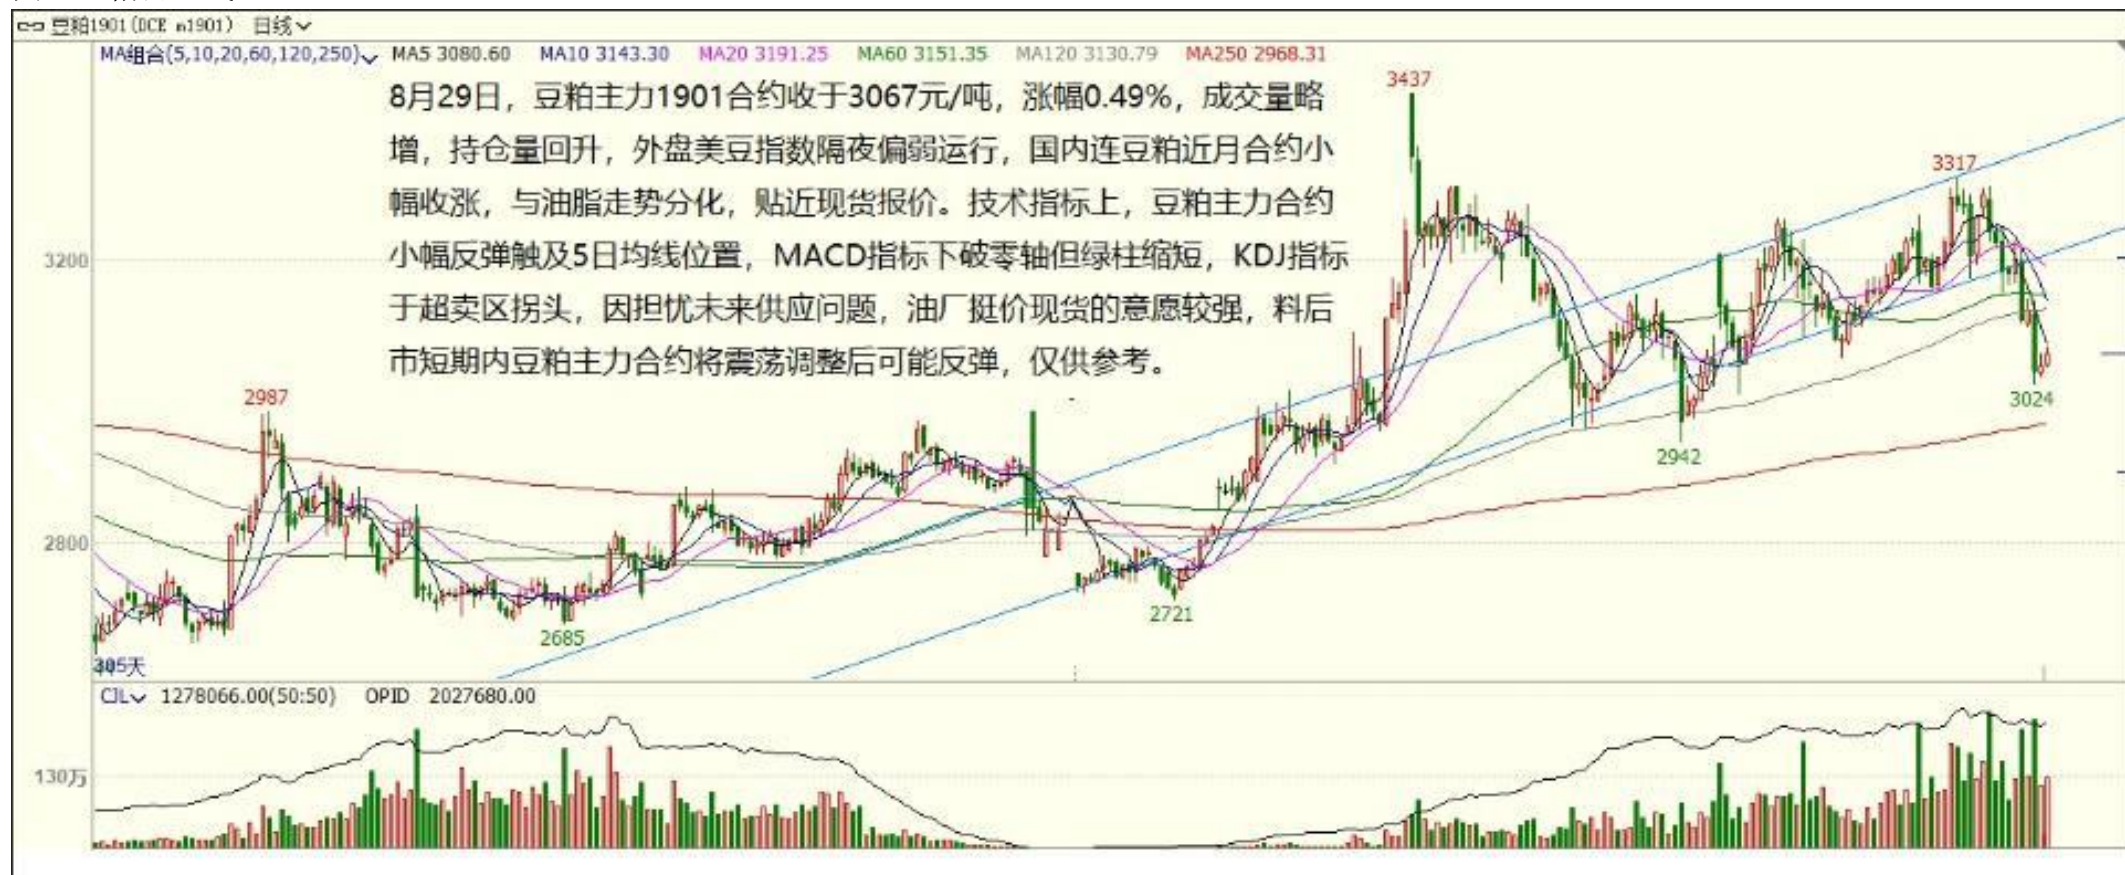 豆粕1901(DCE m1901) 日线
MA组合(5,10,20,60,120,250) MA5 3080.60 MA10 3143.30 MA20 3191.25 MA60 3151.35 MA120 3130.79 MA250 2968.31
3437
8月29日，豆粕主力1901合约收于3067元/吨，涨幅0.49%，成交量略
增，持仓量回升，外盘美豆指数隔夜偏弱运行，国内连豆粕近月合约小
3317
幅收涨，与油脂走势分化，贴近现货报价。技术指标上，豆粕主力合约
3200
小幅反弹触及5日均线位置，MACD指标下破零轴但绿柱缩短，KDJ指标
于超卖区拐头，因担忧未来供应问题，油厂挺价现货的意愿较强，料后
市短期内豆粕主力合约将震荡调整后可能反弹，仅供参考。
2987
3024
2942
2800
2721
2685
CJL 1278066.00(50:50) OPID 2027680.00
130万